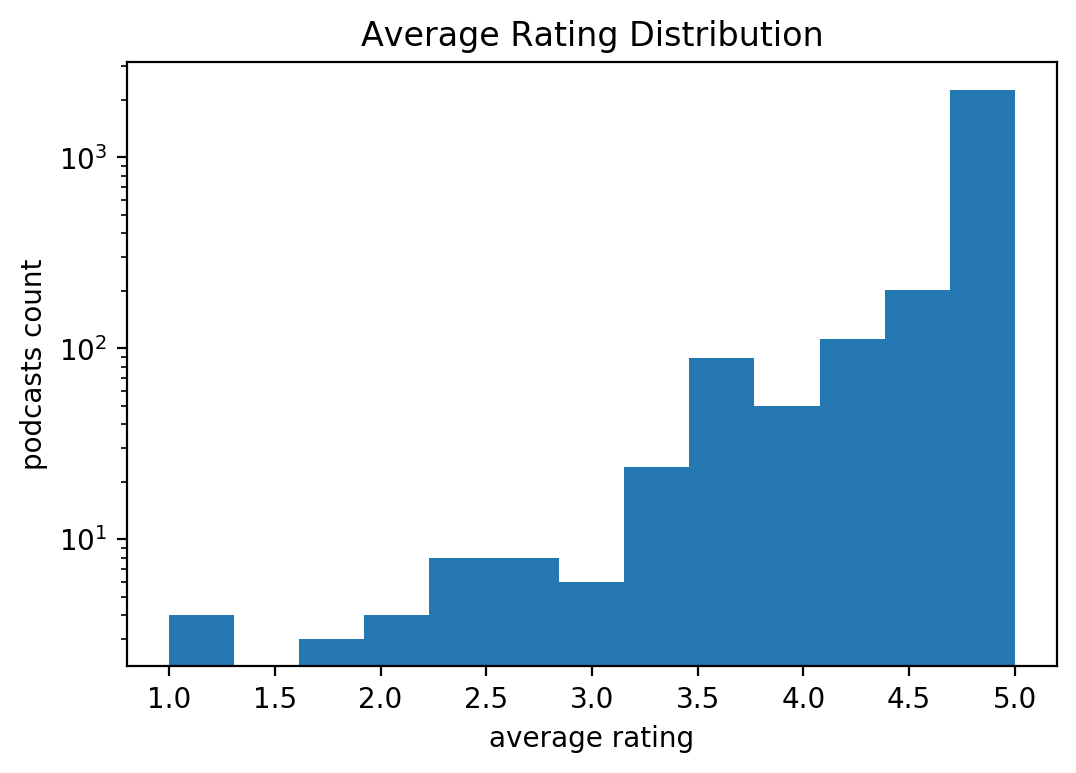 Average Rating Distribution
podcasts count
10³
10²
10¹
1.0 1.5 2.0 2.5 3.0 3.5 4.0 4.5 5.0
average rating